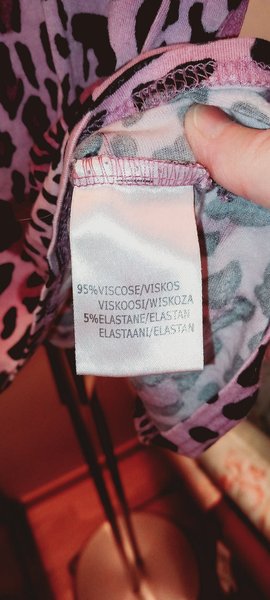 95%VISCOSE/VISKOS
VISKOOSI/WISKOZA
5%ELASTANE/ELASTAN
ELASTAANI/ELASTAN